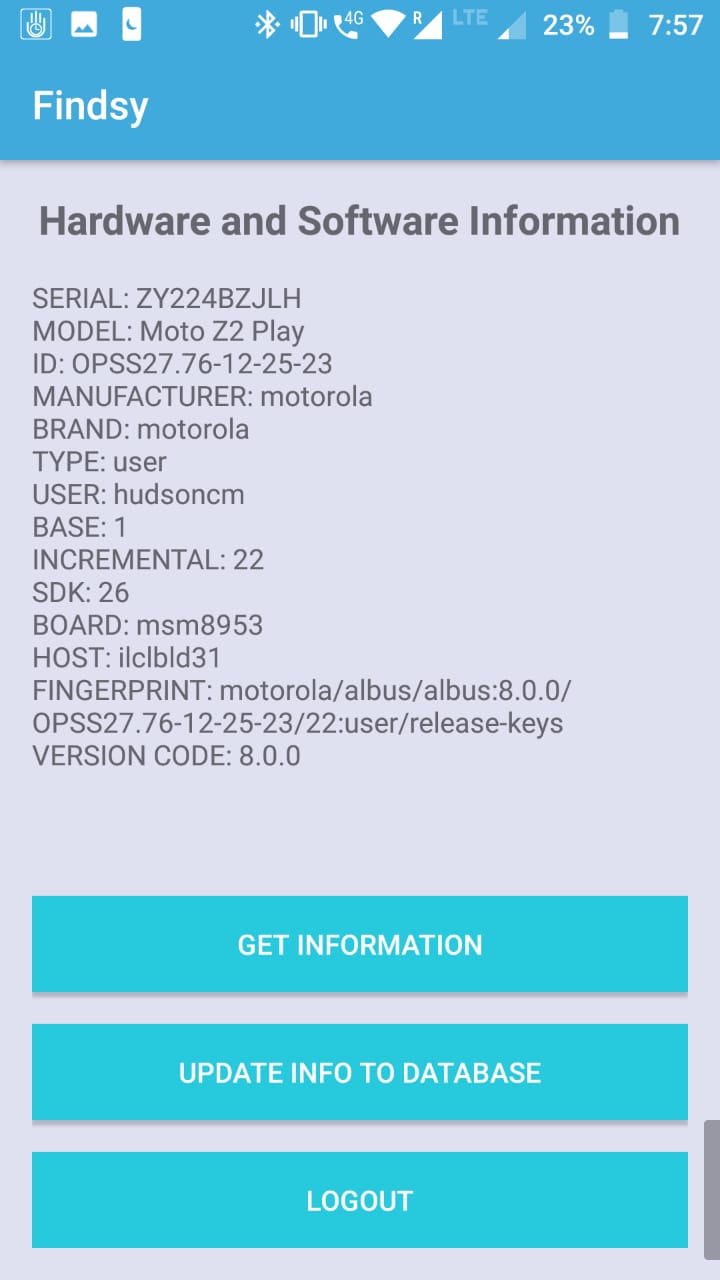 4G R LTE 23% 7:57
Findsy
Hardware and Software Information
SERIAL: ZY224BZJLH
MODEL: Moto Z2 Play
ID: OPSS27.76-12-25-23
MANUFACTURER: motorola
BRAND: motorola
TYPE: user
USER: hudsoncm
BASE: 1
INCREMENTAL: 22
SDK: 26
BOARD: msm8953
HOST: ilclbld31
FINGERPRINT: motorola/albus/albus:8.0.0/
OPSS27.76-12-25-23/22:user/release-keys
VERSION CODE: 8.0.0
GET INFORMATION
UPDATE INFO TO DATABASE
LOGOUT